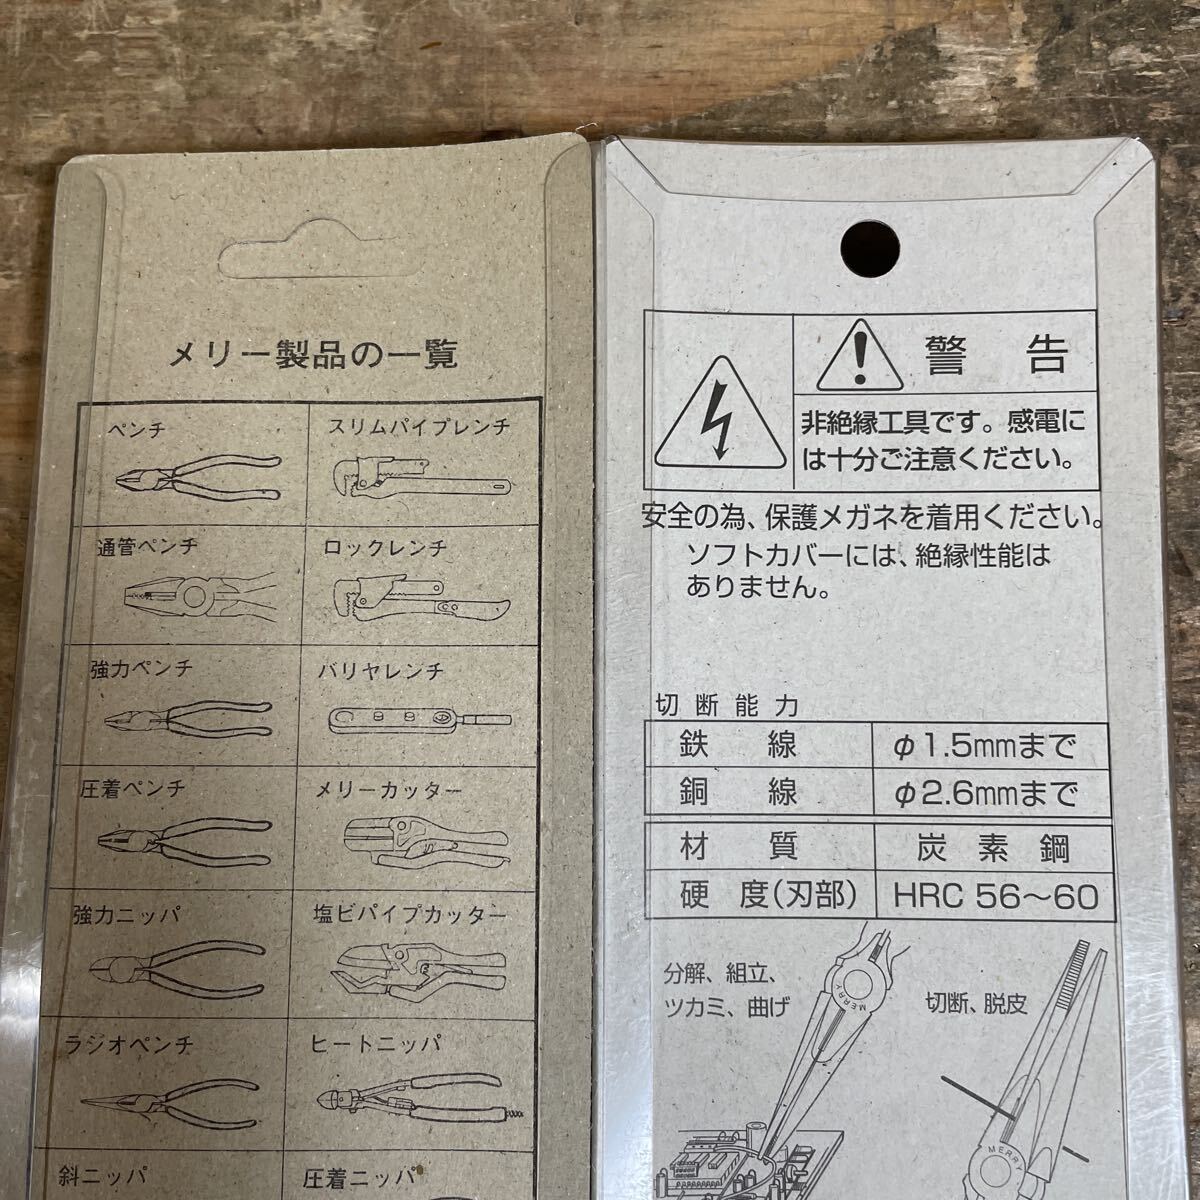 メリー製品の一覧
ペンチ
スリムパイプレンチ
通管ペンチ
ロックレンチ
強力ペンチ
バリヤレンチ
圧着ペンチ
メリーカッター
強力ニッパ
塩ビパイプカッター
ラジオペンチ
ヒートニッパ
斜ニッパ
圧着ニッパ
警 告
非絶縁工具です。感電に
は十分ご注意ください。
安全の為、保護メガネを着用ください。
ソフトカバーには、絶縁性能は
ありません。
切断能力
鉄 線 φ1.5mmまで
銅 線 φ2.6mmまで
材 質 炭素鋼
硬 度(刃部) HRC 56～60
分解、組立、
ツカミ、曲げ
MERRY
切断、脱皮
MERRY